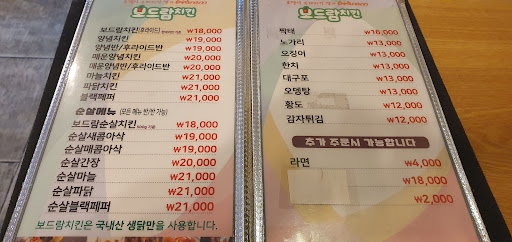 보드람치킨
보드람치킨(후라이드) ₩18,000
양념치킨 ₩19,000
양념반/후라이드반 ₩19,000
매운양념치킨 ₩20,000
매운양념반/후라이드반 ₩20,000
마늘치킨 ₩21,000
파닭치킨 ₩21,000
블랙페퍼 ₩21,000
순살메뉴 (모든 메뉴 반/반 가능)
보드람순살치킨 ₩18,000
순살새콤아삭 ₩19,000
순살매콤아삭 ₩19,000
순살간장 ₩20,000
순살마늘 ₩21,000
순살파닭 ₩21,000
순살블랙페퍼 ₩21,000
보드람치킨은 국내산 생닭만을 사용합니다.
보드람치킨
먹태 ₩16,000
노가리 ₩13,000
오징어 ₩13,000
한치 ₩13,000
대구포 ₩13,000
오뎅탕 ₩13,000
황도 ₩12,000
감자튀김 ₩12,000
추가 주문시 가능합니다
라면 ₩4,000
₩18,000
₩2,000